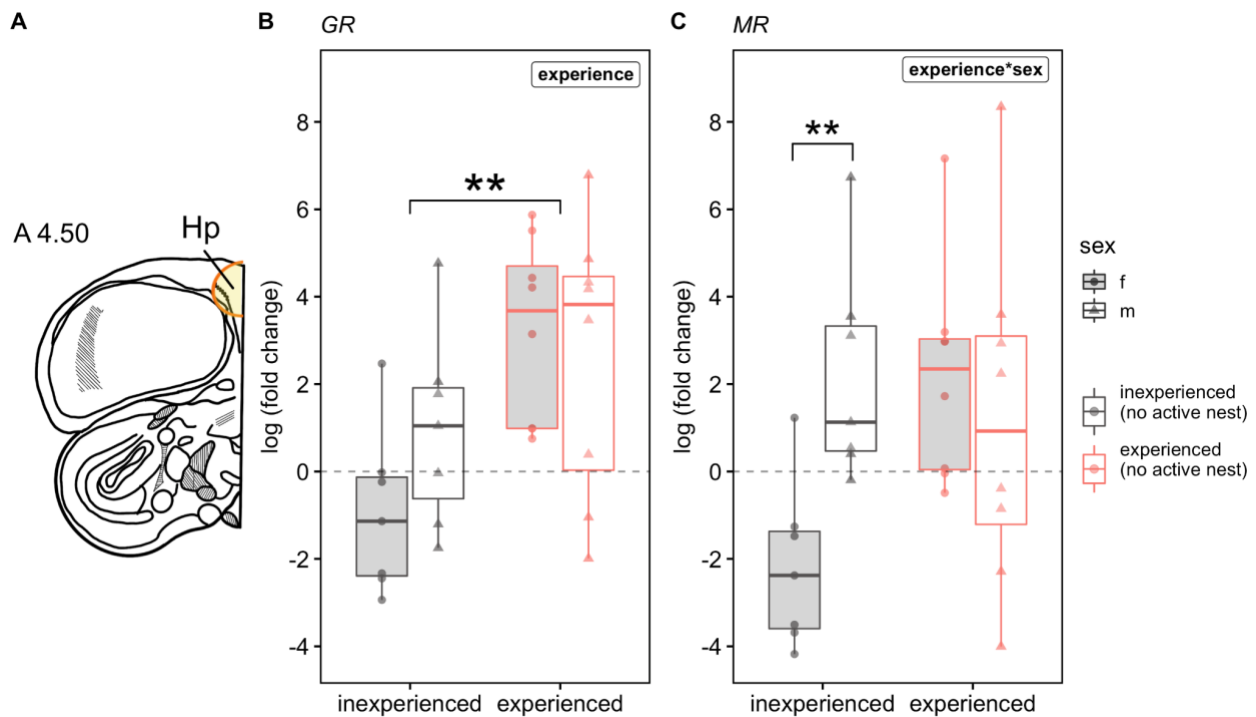 A
A 4.50
Hp
B
GR
experience
**
8
6
4
2
0
-2
-4
log (fold change)
inexperienced
experienced
C
MR
experience*sex
**
8
6
4
2
0
-2
-4
log (fold change)
inexperienced
experienced
sex
f
m
inexperienced
(no active nest)
experienced
(no active nest)